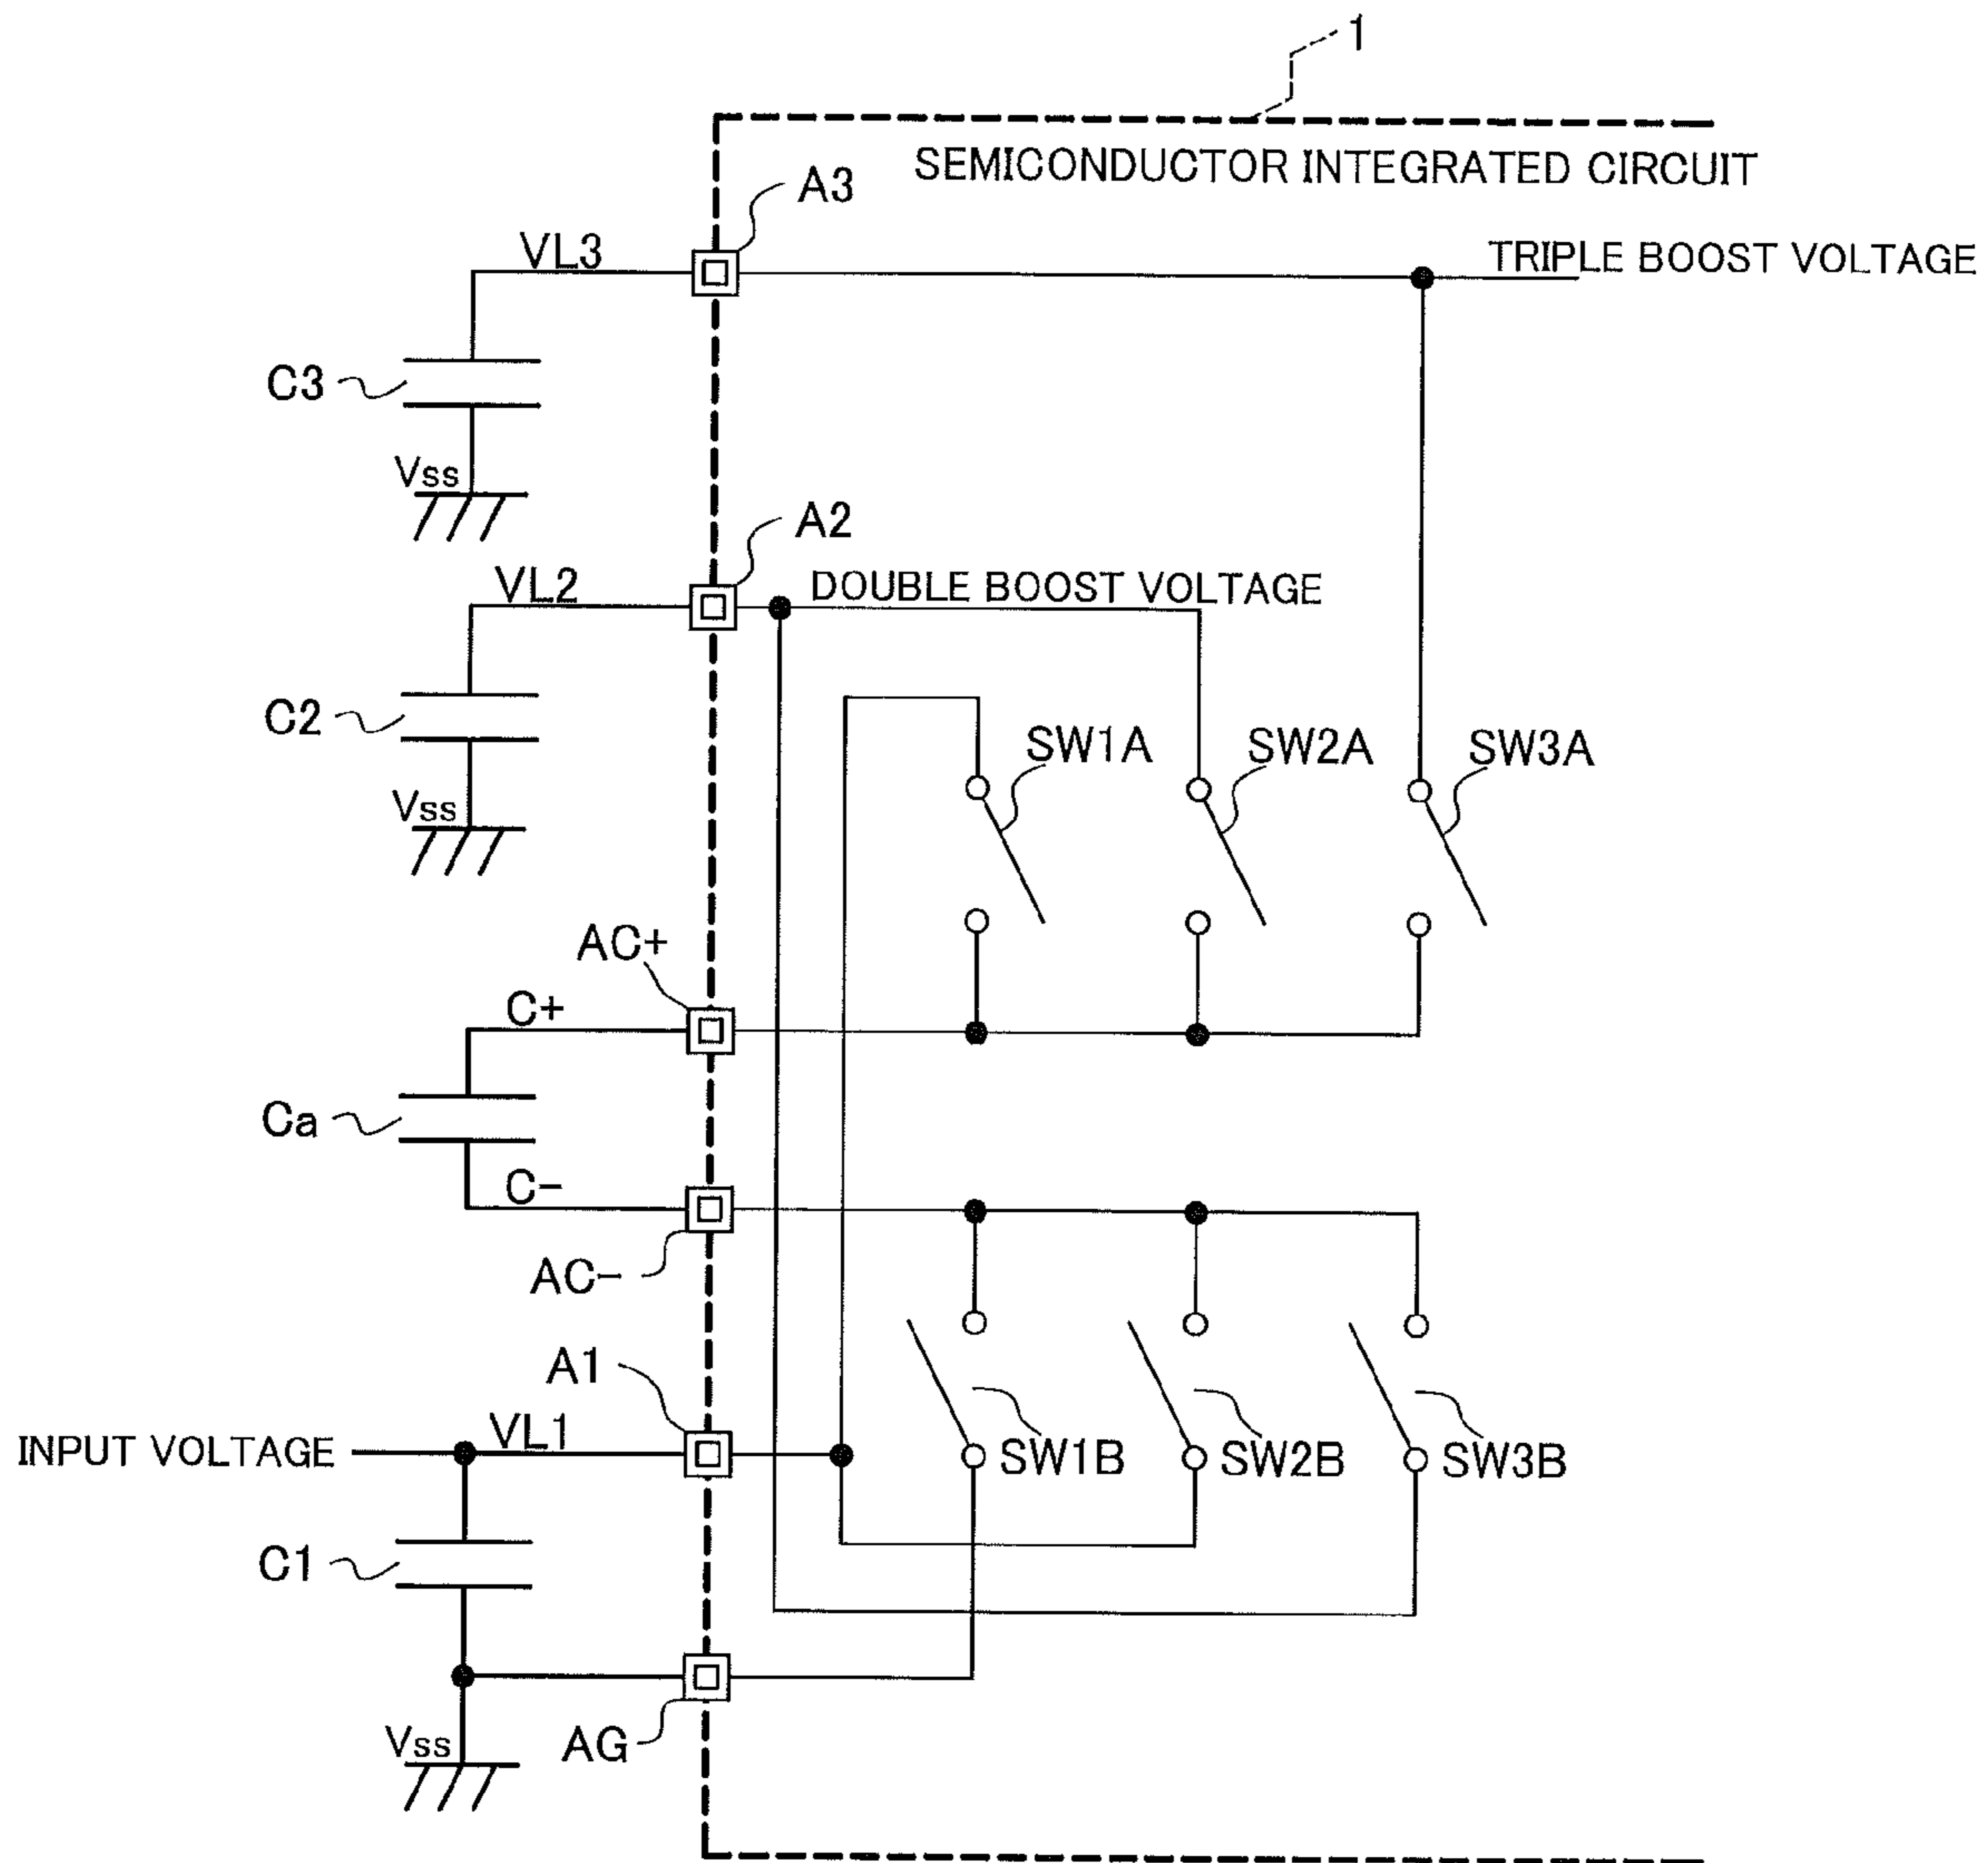 1
SEMICONDUCTOR INTEGRATED CIRCUIT
A3
VL3
TRIPLE BOOST VOLTAGE
C3
Vss
A2
VL2
DOUBLE BOOST VOLTAGE
C2
SW1A
SW2A
SW3A
Vss
AC+
C+
Ca
C-
AC-
A1
INPUT VOLTAGE
VL1
SW1B
SW2B
SW3B
C1
Vss
AG